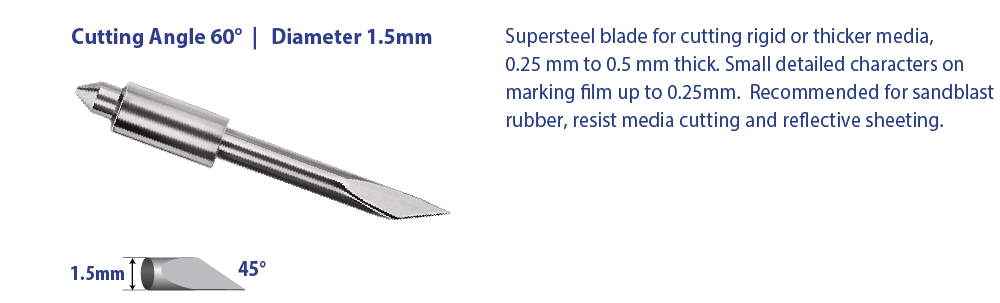 Cutting Angle 60° | Diameter 1.5mm
Supersteel blade for cutting rigid or thicker media,
0.25 mm to 0.5 mm thick. Small detailed characters on
marking film up to 0.25mm. Recommended for sandblast
rubber, resist media cutting and reflective sheeting.
1.5mm
45°